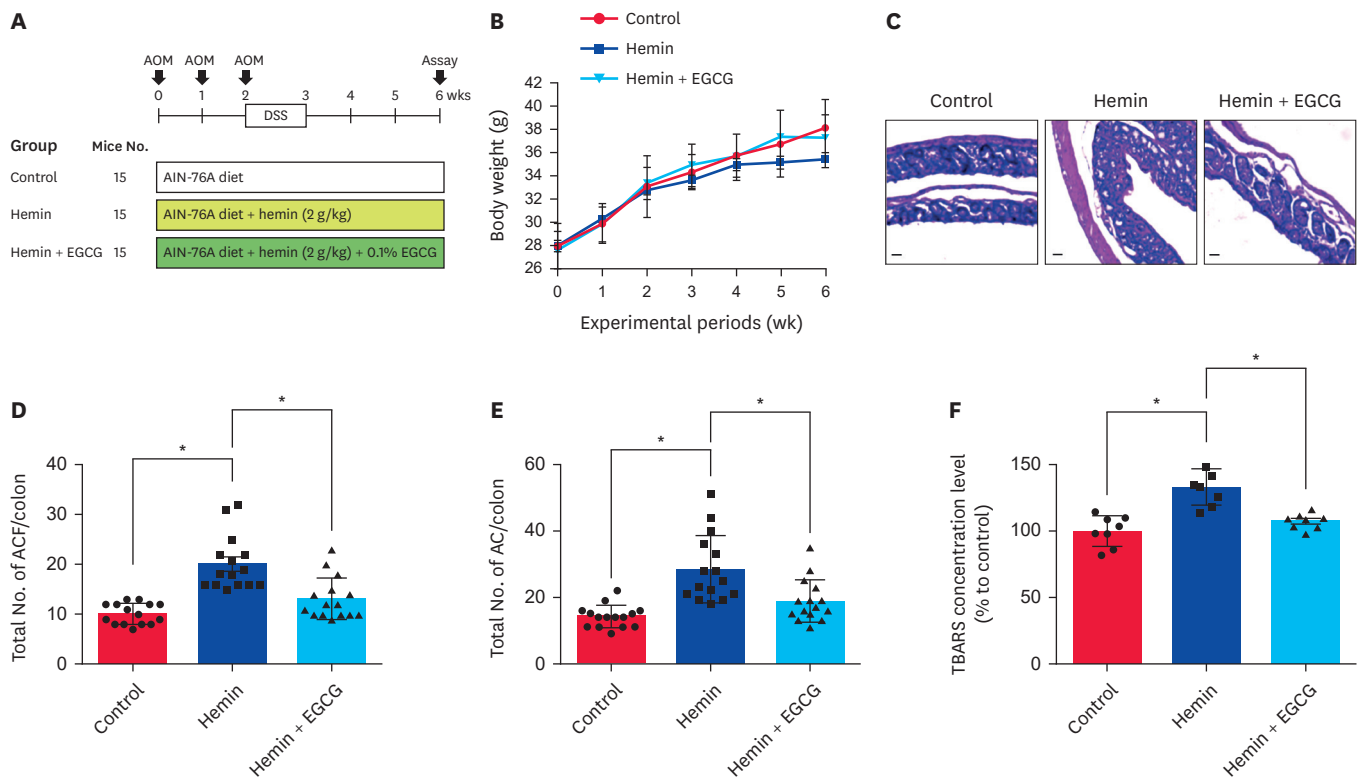 A
AOM AOM AOM Assay
0 1 2 3 4 5 6 wks
DSS
Group Mice No.
Control 15 AIN-76A diet
Hemin 15 AIN-76A diet + hemin (2 g/kg)
Hemin + EGCG 15 AIN-76A diet + hemin (2 g/kg) + 0.1% EGCG
B
Control
Hemin
Hemin + EGCG
Body weight (g)
42
40
38
36
34
32
30
28
26
0 1 2 3 4 5 6
Experimental periods (wk)
C
Control Hemin Hemin + EGCG
D
Total No. of ACF/colon
40
30
20
10
0
*
*
Control
Hemin
Hemin + EGCG
E
Total No. of AC/colon
60
40
20
0
*
*
Control
Hemin
Hemin + EGCG
F
TBARS concentration level
(% to control)
150
100
50
0
*
*
Control
Hemin
Hemin + EGCG